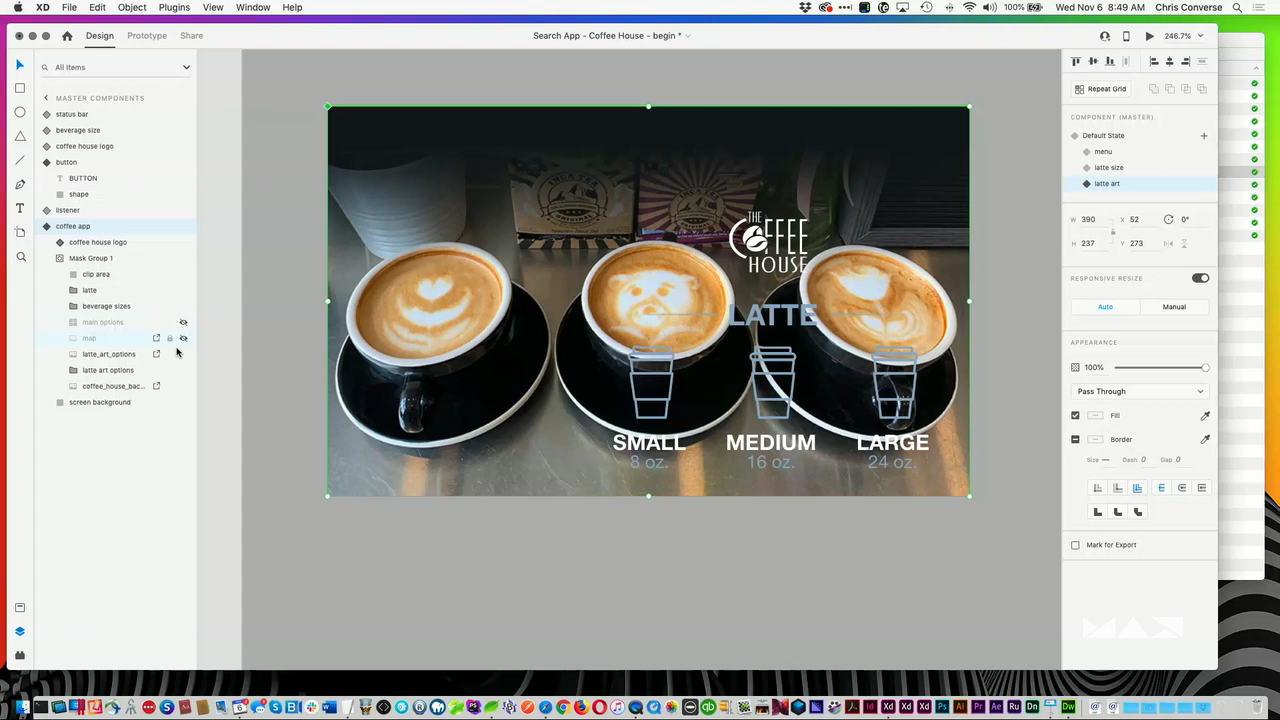 XD File Edit Object Plugins View Window Help
100% Wed Nov 6 8:49 AM Chris Converse
Design Prototype Share
Search App - Coffee House - begin *
246.7%
All Items
MASTER COMPONENTS
status bar
beverage size
coffee house logo
button
T BUTTON
shape
listener
coffee app
coffee house logo
Mask Group 1
clip area
latte
beverage sizes
main options
map
latte_art_options
latte art options
coffee_house_bac...
screen background
THE
COFFEE
HOUSE
LATTE
SMALL MEDIUM LARGE
8 oz. 16 oz. 24 oz.
Repeat Grid
COMPONENT (MASTER)
Default State
menu
latte size
latte art
W 390 X 52 0°
H 237 Y 273
RESPONSIVE RESIZE
Auto Manual
APPEARANCE
100%
Pass Through
Fill
Border
Size — Dash 0 Gap 0
Mark for Export
MAX